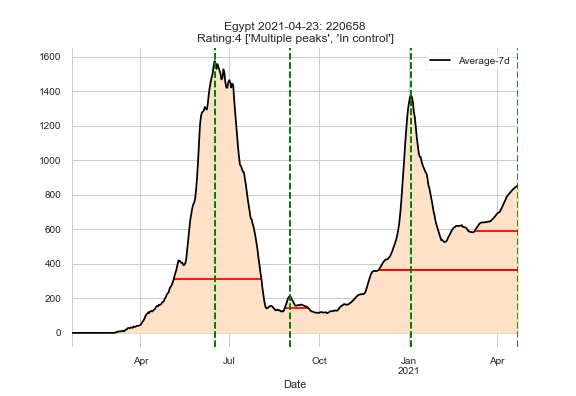 Egypt 2021-04-23: 220658
Rating:4 ['Multiple peaks', 'In control']
Average-7d
1600
1400
1200
1000
800
600
400
200
0
Apr
Jul
Oct
Jan
2021
Apr
Date